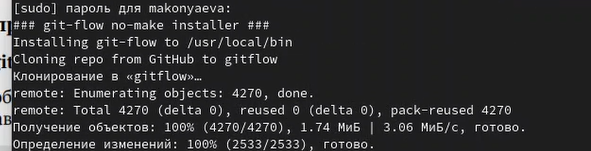 [sudo] пароль для makonyaeva:
### git-flow no-make installer ###
Installing git-flow to /usr/local/bin
Cloning repo from GitHub to gitflow
Клонирование в «gitflow»…
remote: Enumerating objects: 4270, done.
remote: Total 4270 (delta 0), reused 0 (delta 0), pack-reused 4270
Получение объектов: 100% (4270/4270), 1.74 МиБ | 3.06 МиБ/с, готово.
Определение изменений: 100% (2533/2533), готово.